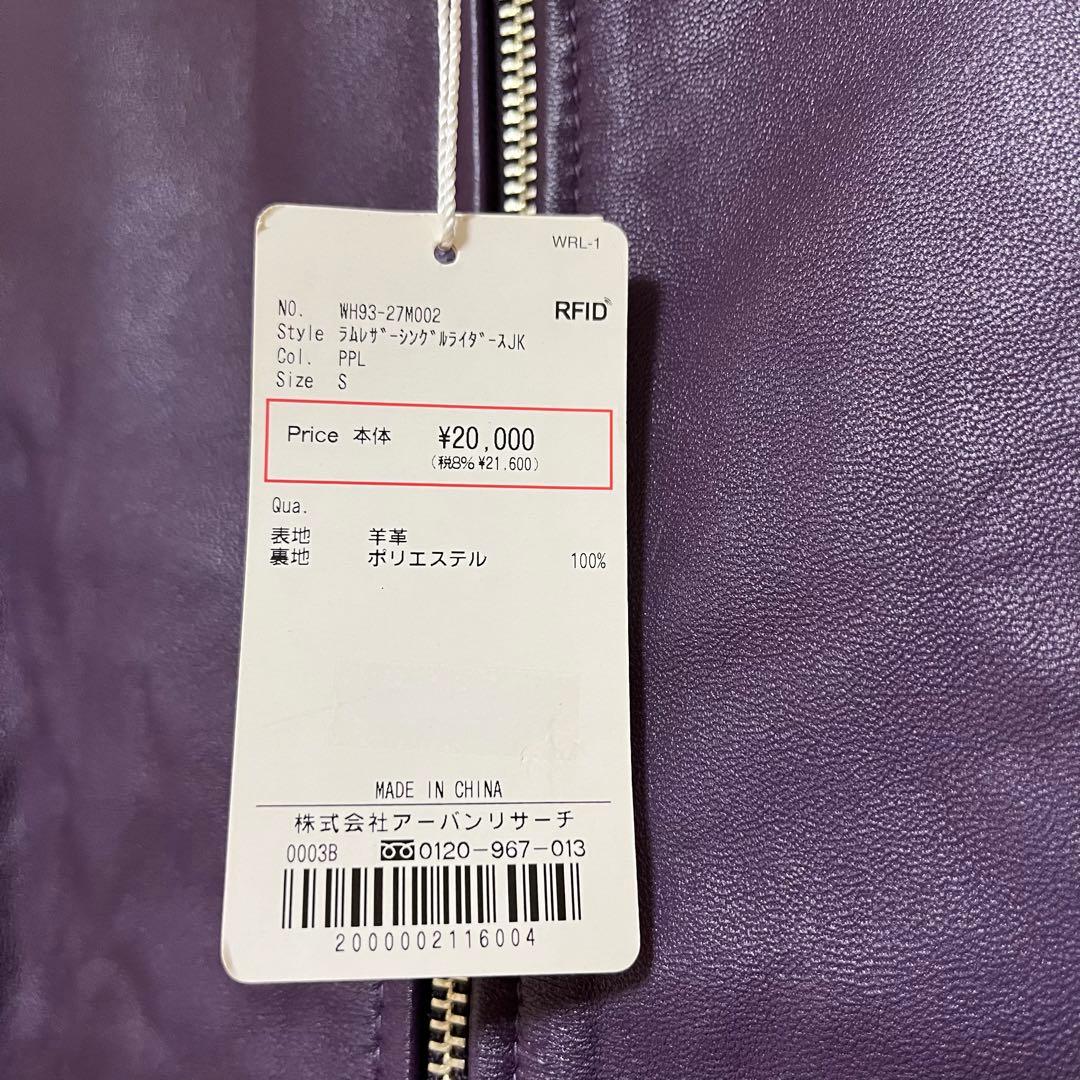 WRL-1
RFID
NO. WH93-27M002
Style ﾗﾑﾚｻﾞｰｼﾝｸﾞﾙﾗｲﾀﾞｰｽJK
Col. PPL
Size S
Price 本体 ¥20,000
(税8% ¥21,600)
Qua.
表地 羊革
裏地 ポリエステル 100%
MADE IN CHINA
株式会社アーバンリサーチ
0003B 0120-967-013
2000002116004